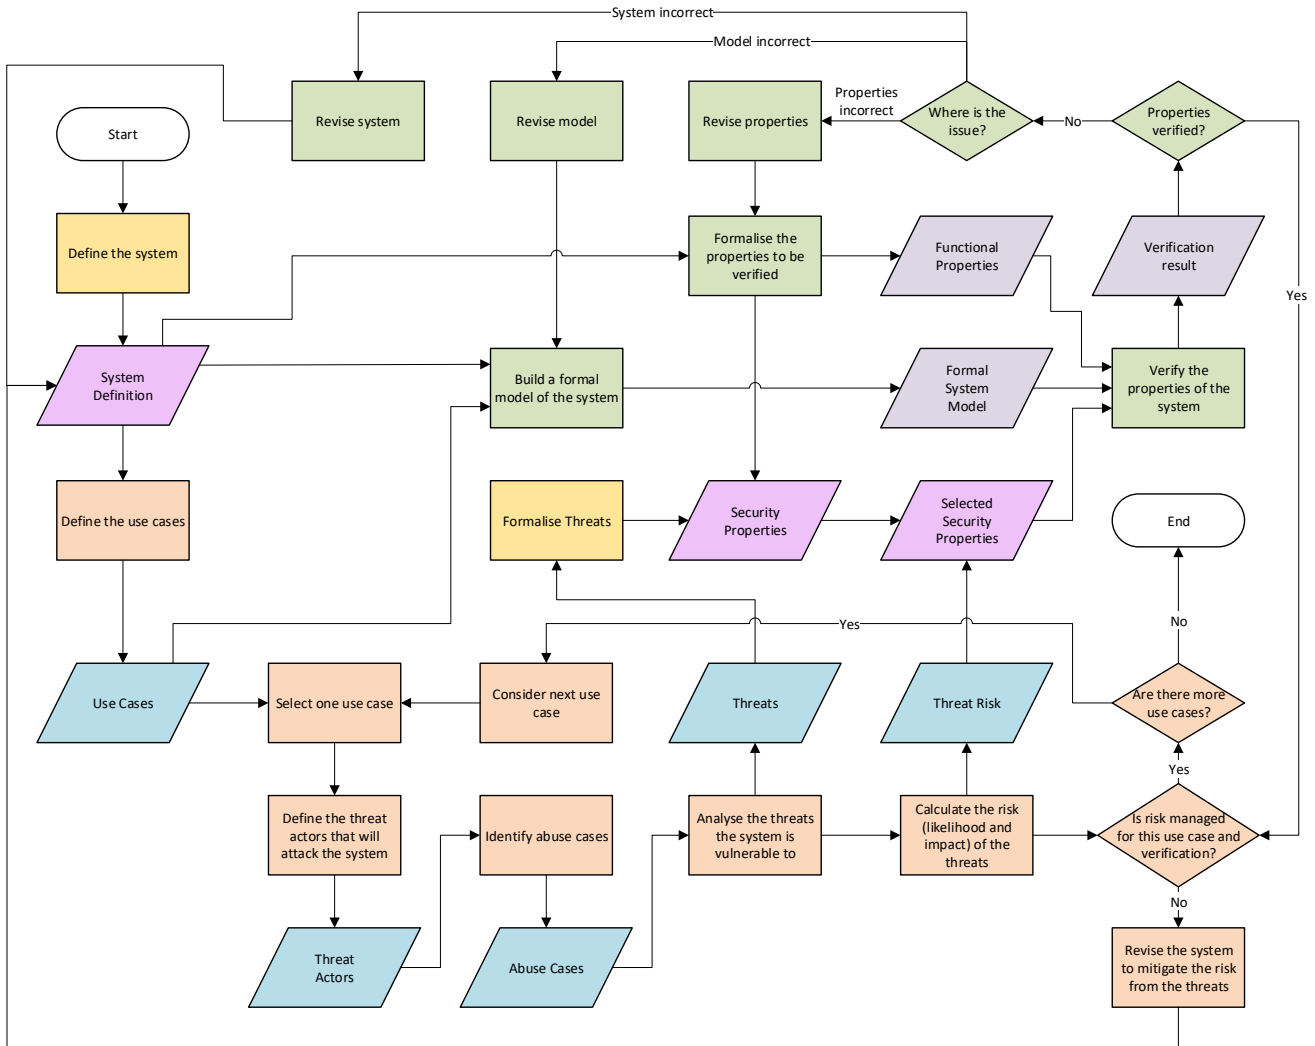 System incorrect
Model incorrect
Start
Revise system
Revise model
Revise properties
Properties
incorrect
Where is the
issue?
No
Properties
verified?
Define the system
Formalise the
properties to be
verified
Functional
Properties
Verification
result
Yes
System
Definition
Build a formal
model of the system
Formal
System
Model
Verify the
properties of the
system
Define the use cases
Formalise Threats
Security
Properties
Selected
Security
Properties
End
Yes
No
Use Cases
Select one use case
Consider next use
case
Threats
Threat Risk
Are there more
use cases?
Yes
Define the threat
actors that will
attack the system
Identify abuse cases
Analyse the threats
the system is
vulnerable to
Calculate the risk
(likelihood and
impact) of the
threats
Is risk managed
for this use case and
verification?
No
Threat
Actors
Abuse Cases
Revise the system
to mitigate the risk
from the threats